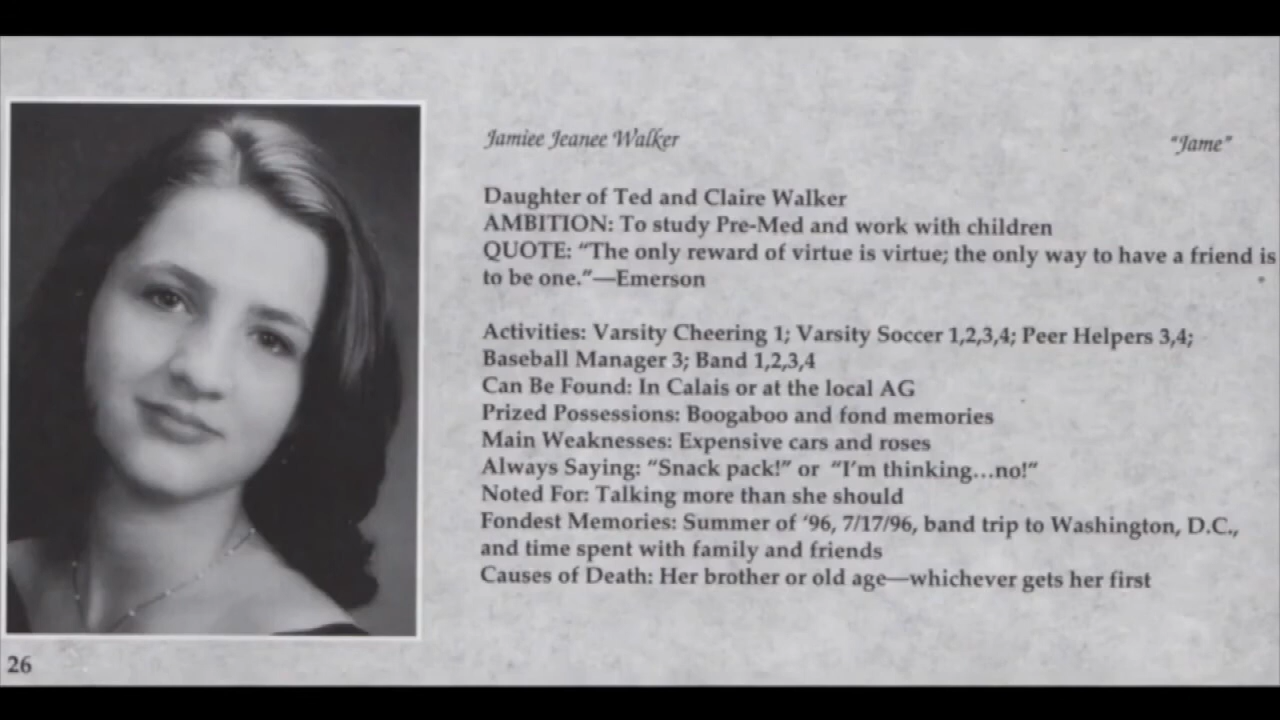 Jamiee Jeanee Walker "Jame"
Daughter of Ted and Claire Walker
AMBITION: To study Pre-Med and work with children
QUOTE: “The only reward of virtue is virtue; the only way to have a friend is
to be one.”—Emerson
Activities: Varsity Cheering 1; Varsity Soccer 1,2,3,4; Peer Helpers 3,4;
Baseball Manager 3; Band 1,2,3,4
Can Be Found: In Calais or at the local AG
Prized Possessions: Boogaboo and fond memories
Main Weaknesses: Expensive cars and roses
Always Saying: “Snack pack!” or “I’m thinking...no!“
Noted For: Talking more than she should
Fondest Memories: Summer of ‘96, 7/17/96, band trip to Washington, D.C.,
and time spent with family and friends
Causes of Death: Her brother or old age—whichever gets her first
26